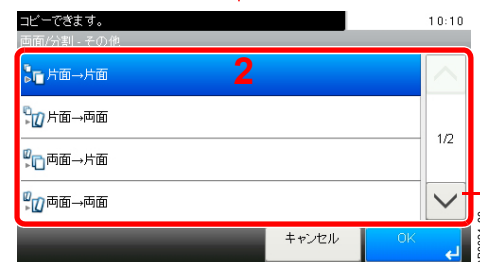 コピーできます。 10:10
両面/分割 - その他
片面→片面
2
片面→両面
1/2
両面→片面
両面→両面
キャンセル OK